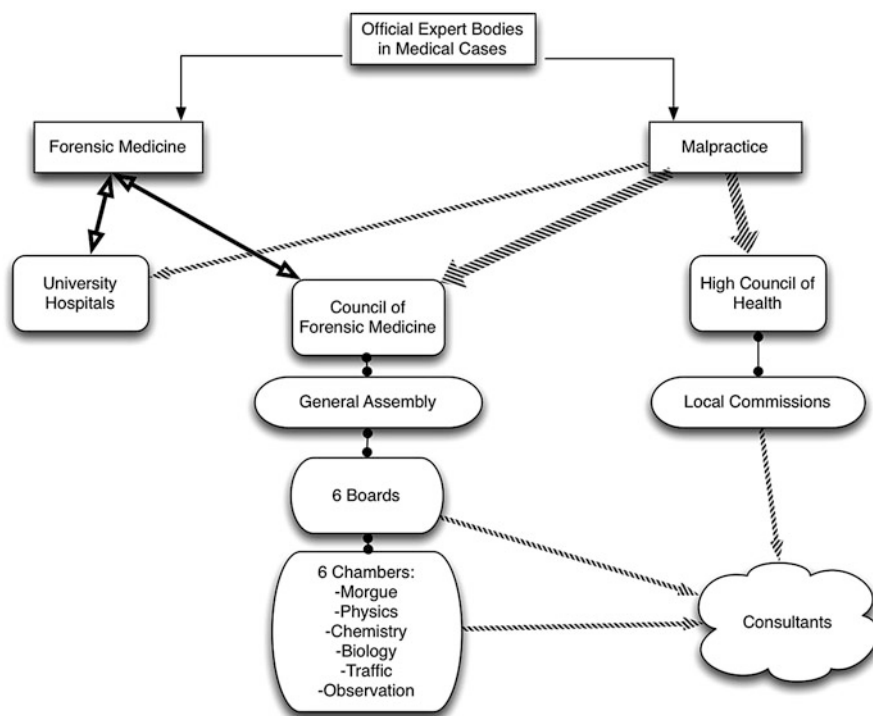 Official Expert Bodies
in Medical Cases
Forensic Medicine
Malpractice
University
Hospitals
Council of
Forensic Medicine
High Council of
Health
General Assembly
Local Commissions
6 Boards
6 Chambers:
-Morgue
-Physics
-Chemistry
-Biology
-Traffic
-Observation
Consultants